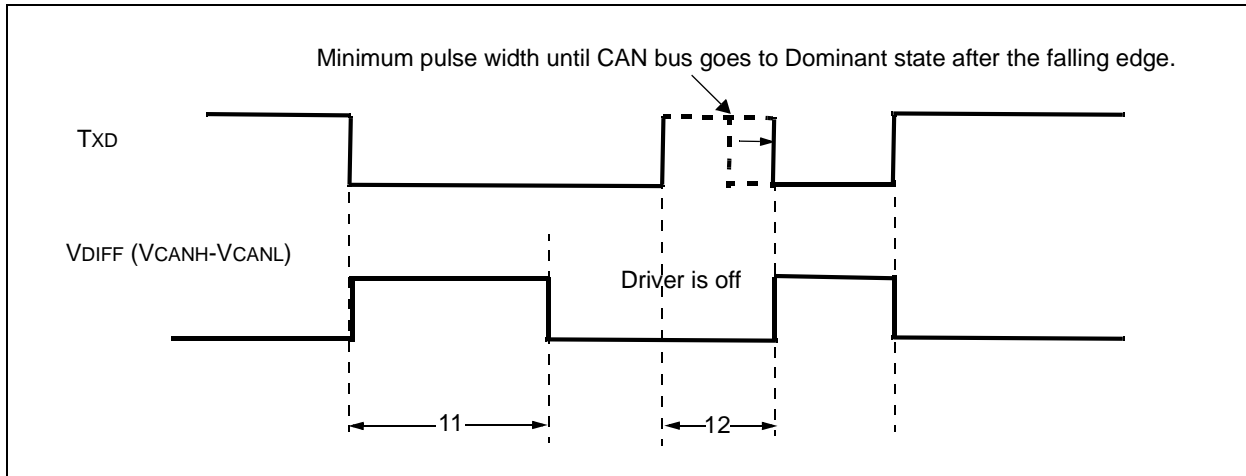 Minimum pulse width until CAN bus goes to Dominant state after the falling edge.
TXD
VDIFF (VCANH-VCANL)
Driver is off
11
12